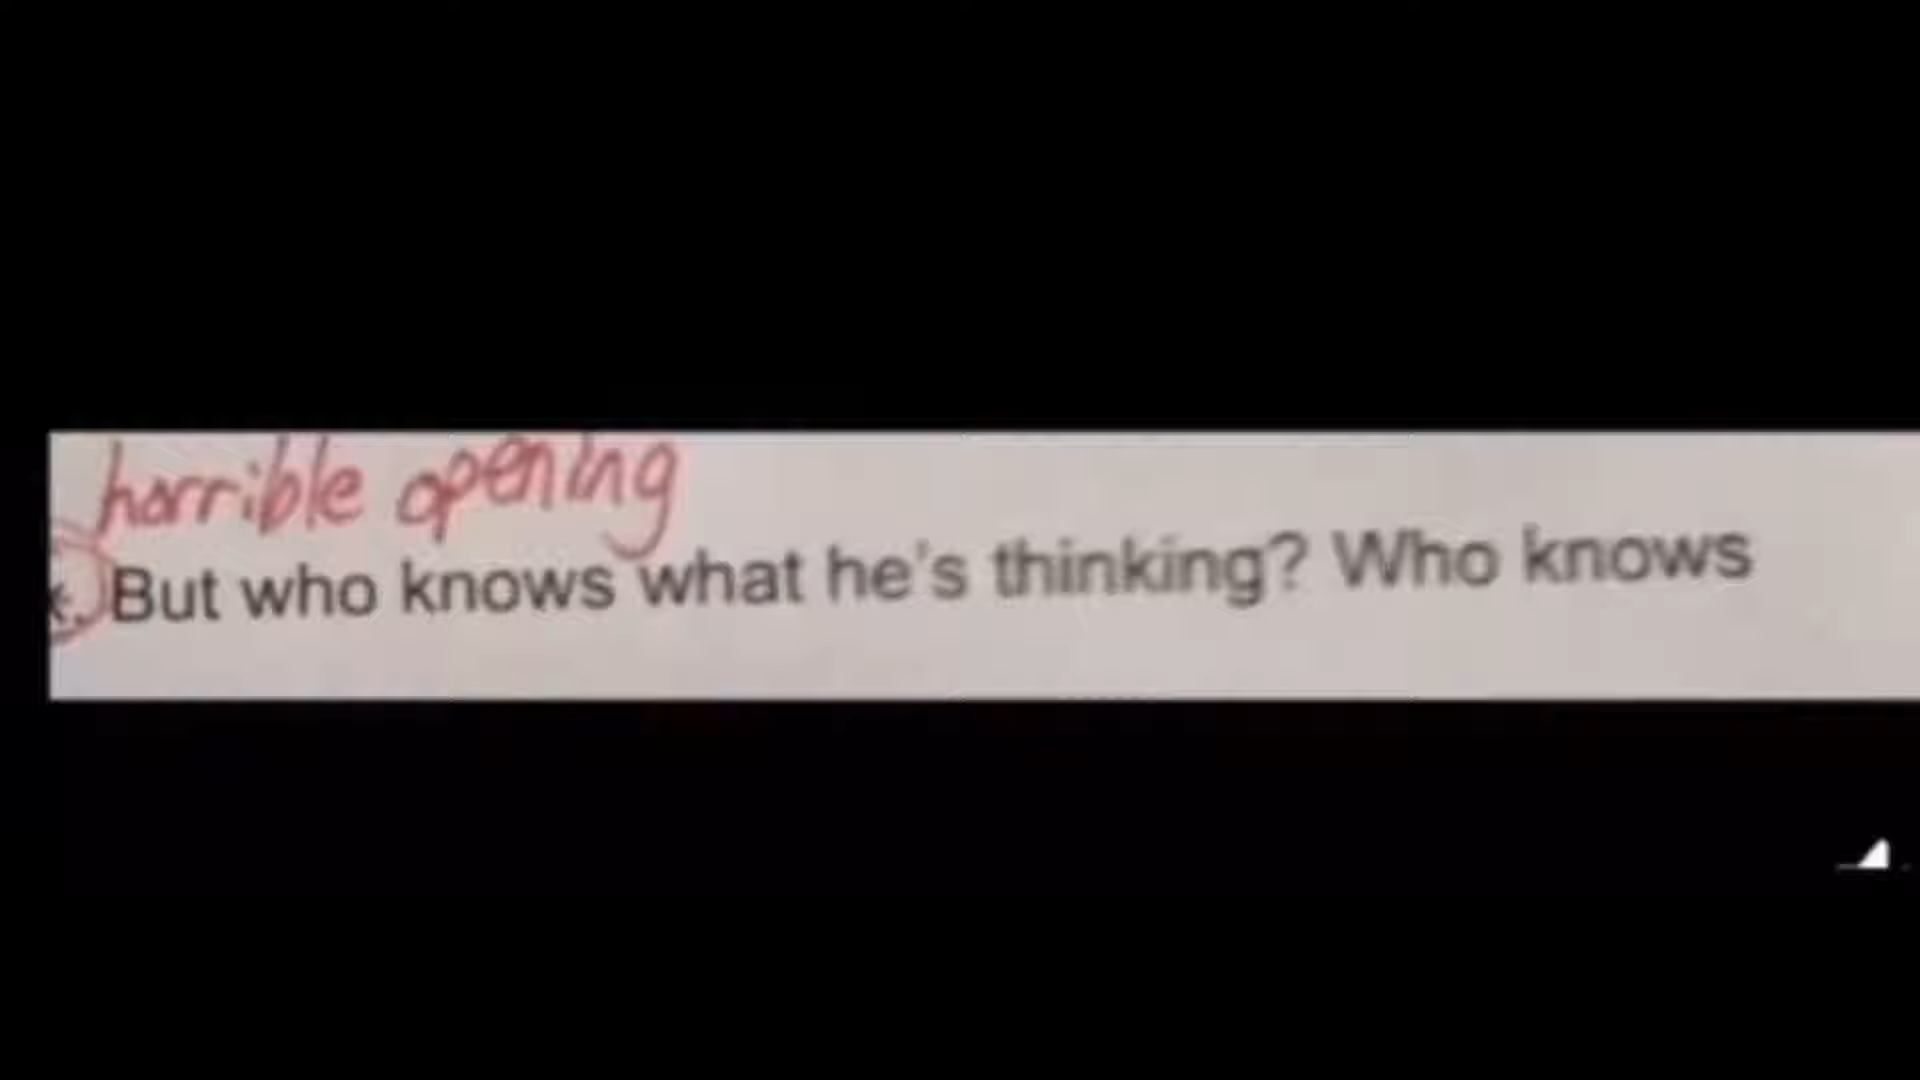 horrible opening
k. But who knows what he's thinking? Who knows